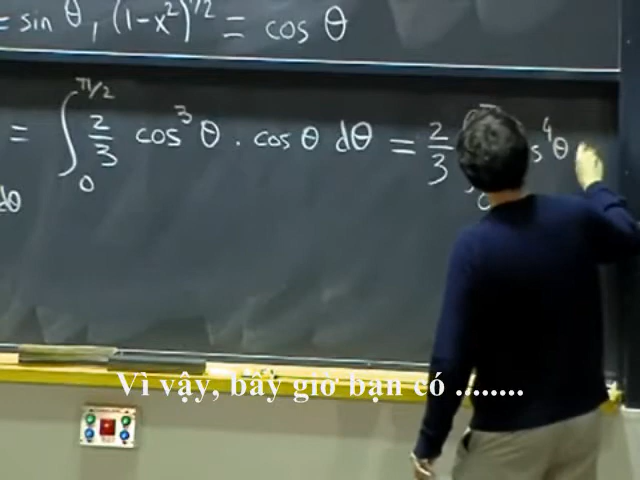 = sin θ, (1-x²)^1/2 = cos θ
= ∫₀^π/2 2/3 cos³θ · cos θ dθ = 2/3 s⁴θ
dθ
Vì vậy, bây giờ bạn có ........